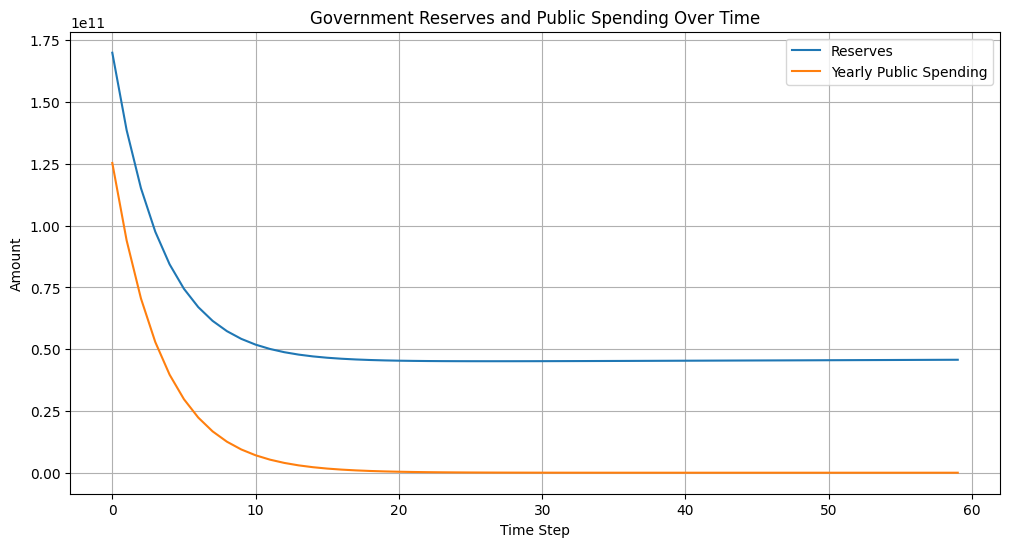 Government Reserves and Public Spending Over Time
1e11
Reserves
Yearly Public Spending
1.75
1.50
1.25
1.00
0.75
0.50
0.25
0.00
Amount
0 10 20 30 40 50 60
Time Step